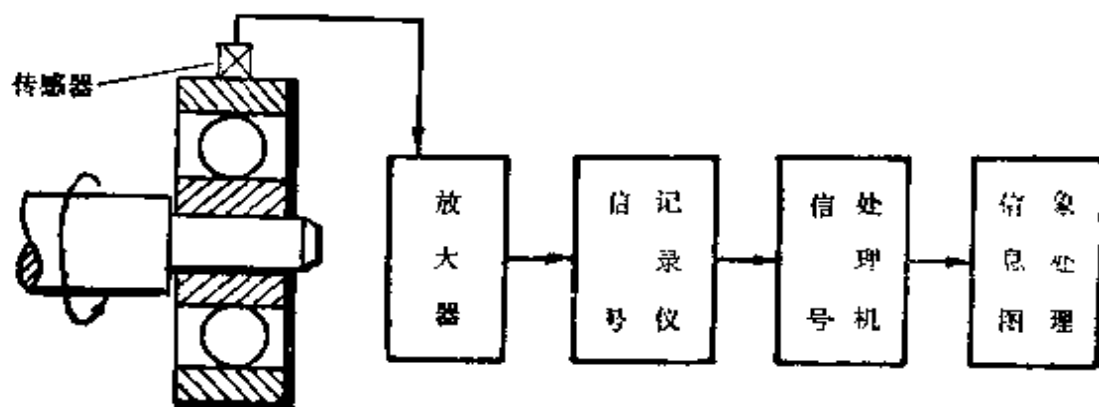 传感器
放大器
信号
记录仪
信号
处理机
信息图
象处理